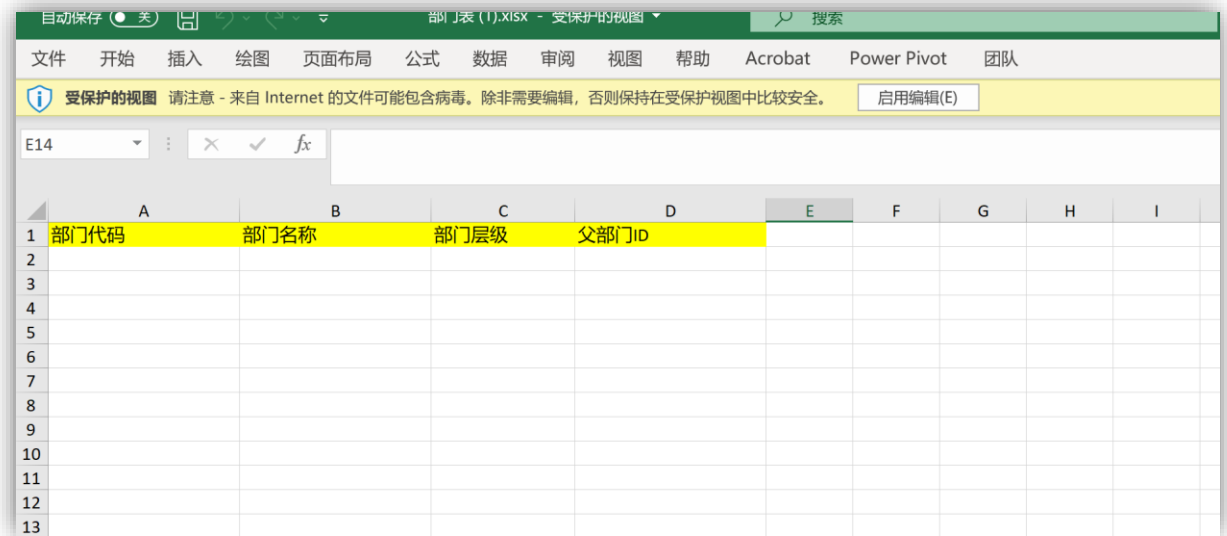 自动保存 关 部门表 (1).xlsx - 受保护的视图 搜索
文件 开始 插入 绘图 页面布局 公式 数据 审阅 视图 帮助 Acrobat Power Pivot 团队
受保护的视图 请注意 - 来自 Internet 的文件可能包含病毒。除非需要编辑，否则保持在受保护视图中比较安全。 启用编辑(E)
E14 fx
A B C D E F G H I
1 部门代码 部门名称 部门层级 父部门ID
2
3
4
5
6
7
8
9
10
11
12
13